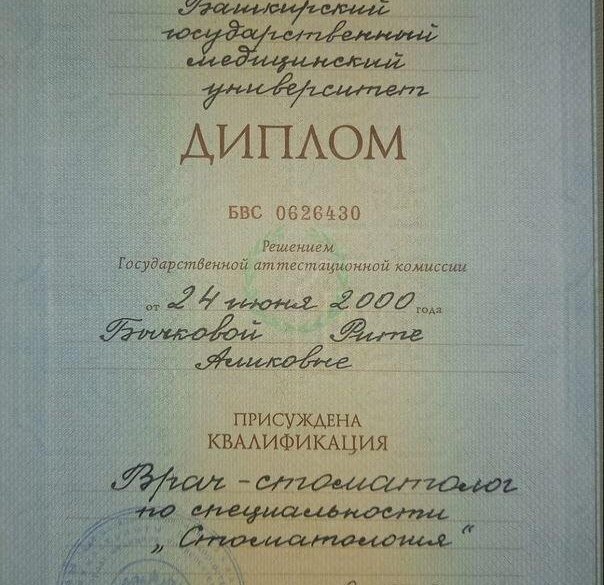 Башкирский
государственный
медицинский
университет
ДИПЛОМ
БВС 0626430
Решением
Государственной аттестационной комиссии
от 24 июня 2000 года
Бычковой Рите
Аликовне
ПРИСУЖДЕНА
КВАЛИФИКАЦИЯ
Врач-стоматолог
по специальности
„Стоматология"